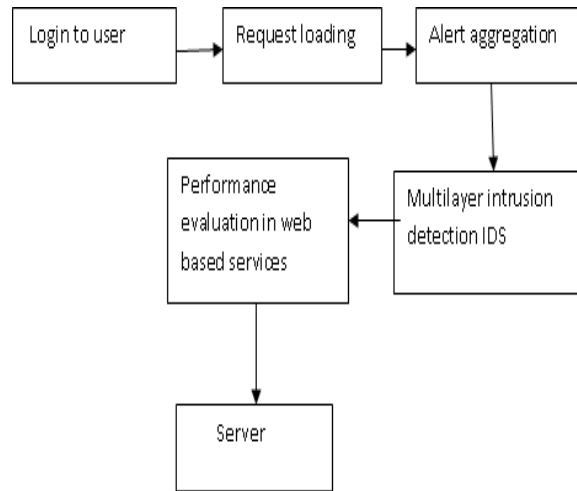 Login to user
Request loading
Alert aggregation
Performance
evaluation in web
based services
Multilayer intrusion
detection IDS
Server